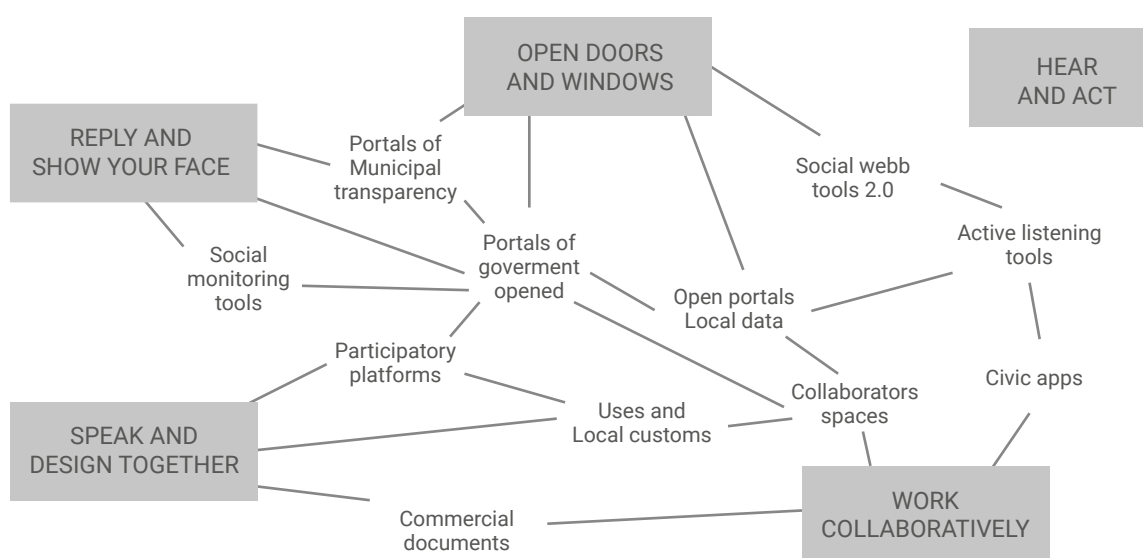 OPEN DOORS
AND WINDOWS
HEAR
AND ACT
REPLY AND
SHOW YOUR FACE
Portals of
Municipal
transparency
Social webb
tools 2.0
Portals of
goverment
opened
Active listening
tools
Social
monitoring
tools
Open portals
Local data
Participatory
platforms
Civic apps
Collaborators
spaces
Uses and
Local customs
SPEAK AND
DESIGN TOGETHER
WORK
COLLABORATIVELY
Commercial
documents